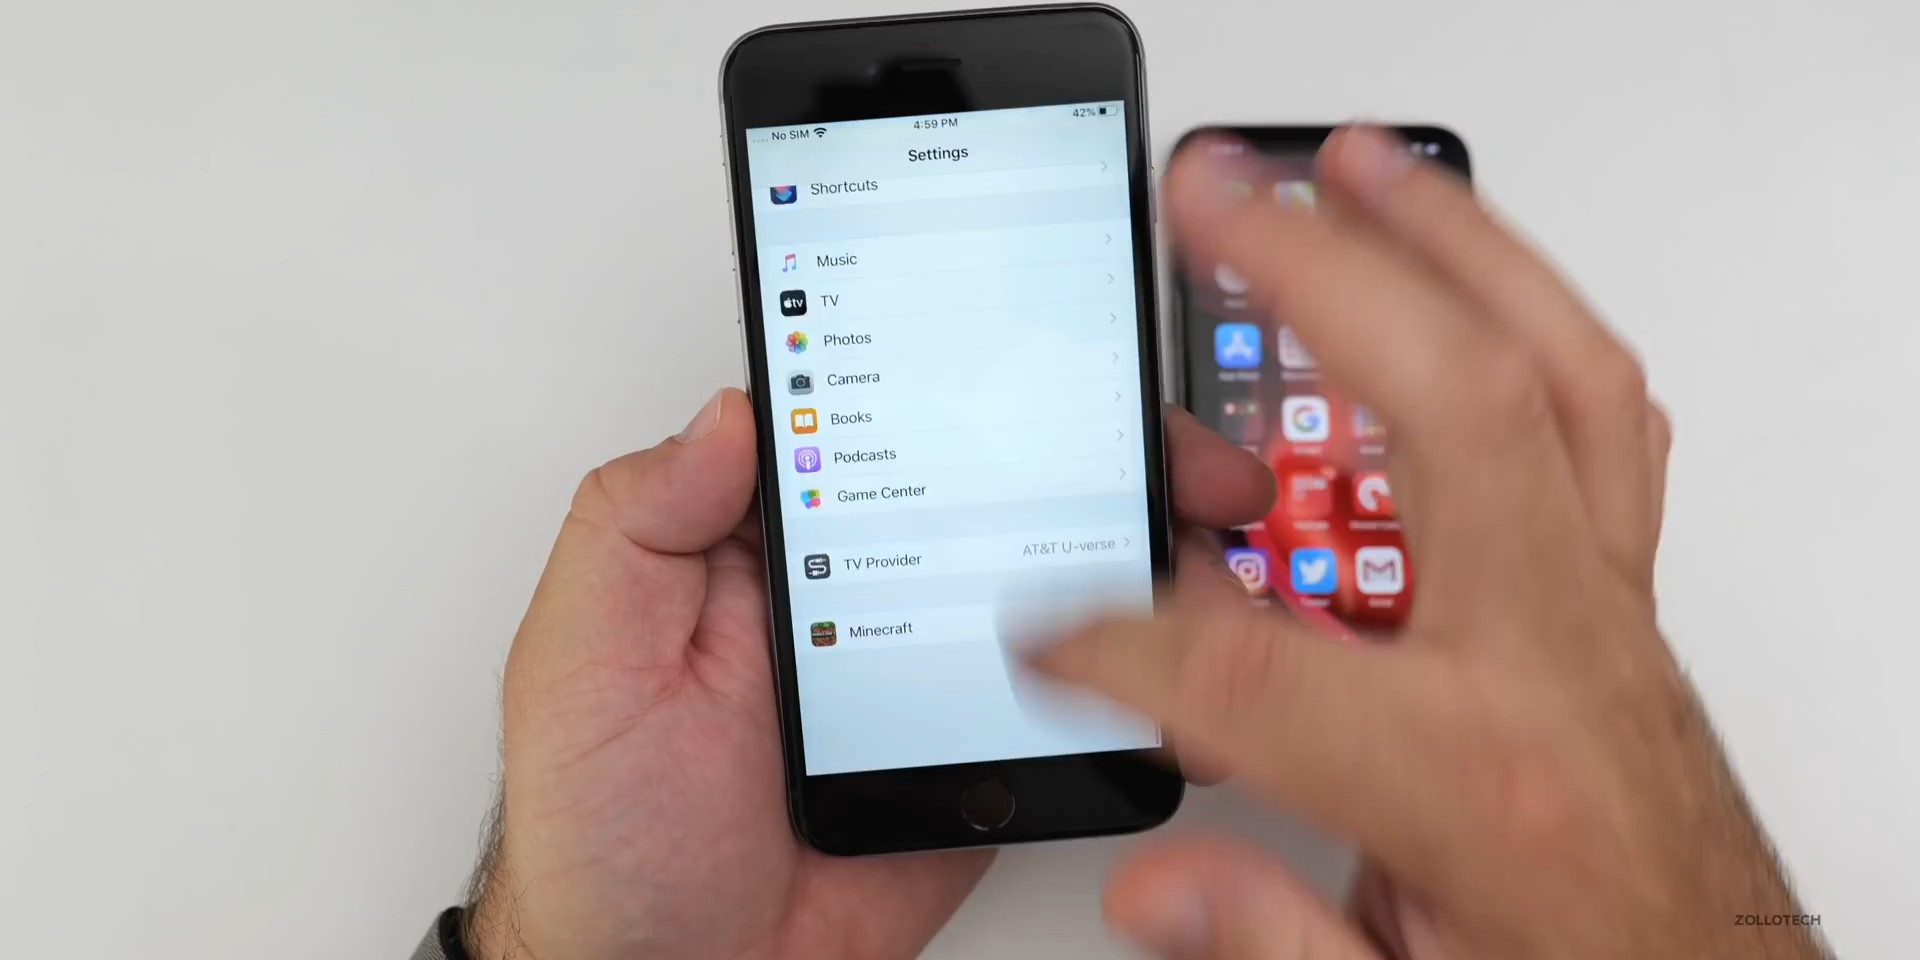 No SIM
4:59 PM
42%
Settings
Shortcuts
Music
tv
TV
Photos
Camera
Books
Podcasts
Game Center
TV Provider
AT&T U-verse
Minecraft
ZOLLOTECH